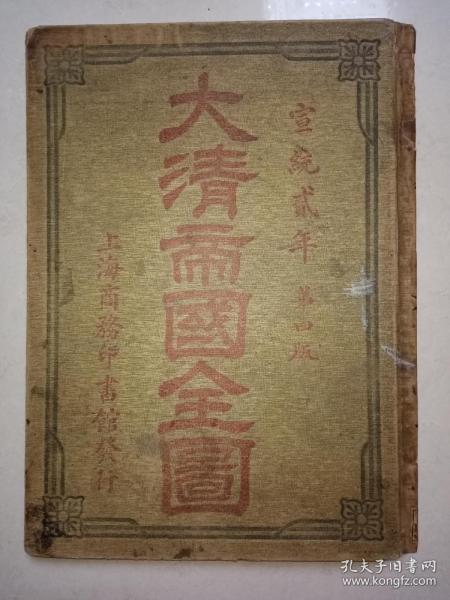 宣統貳年 第四版
大清帝國全圖
上海商務印書館發行
孔夫子旧书网
www.kongfz.com